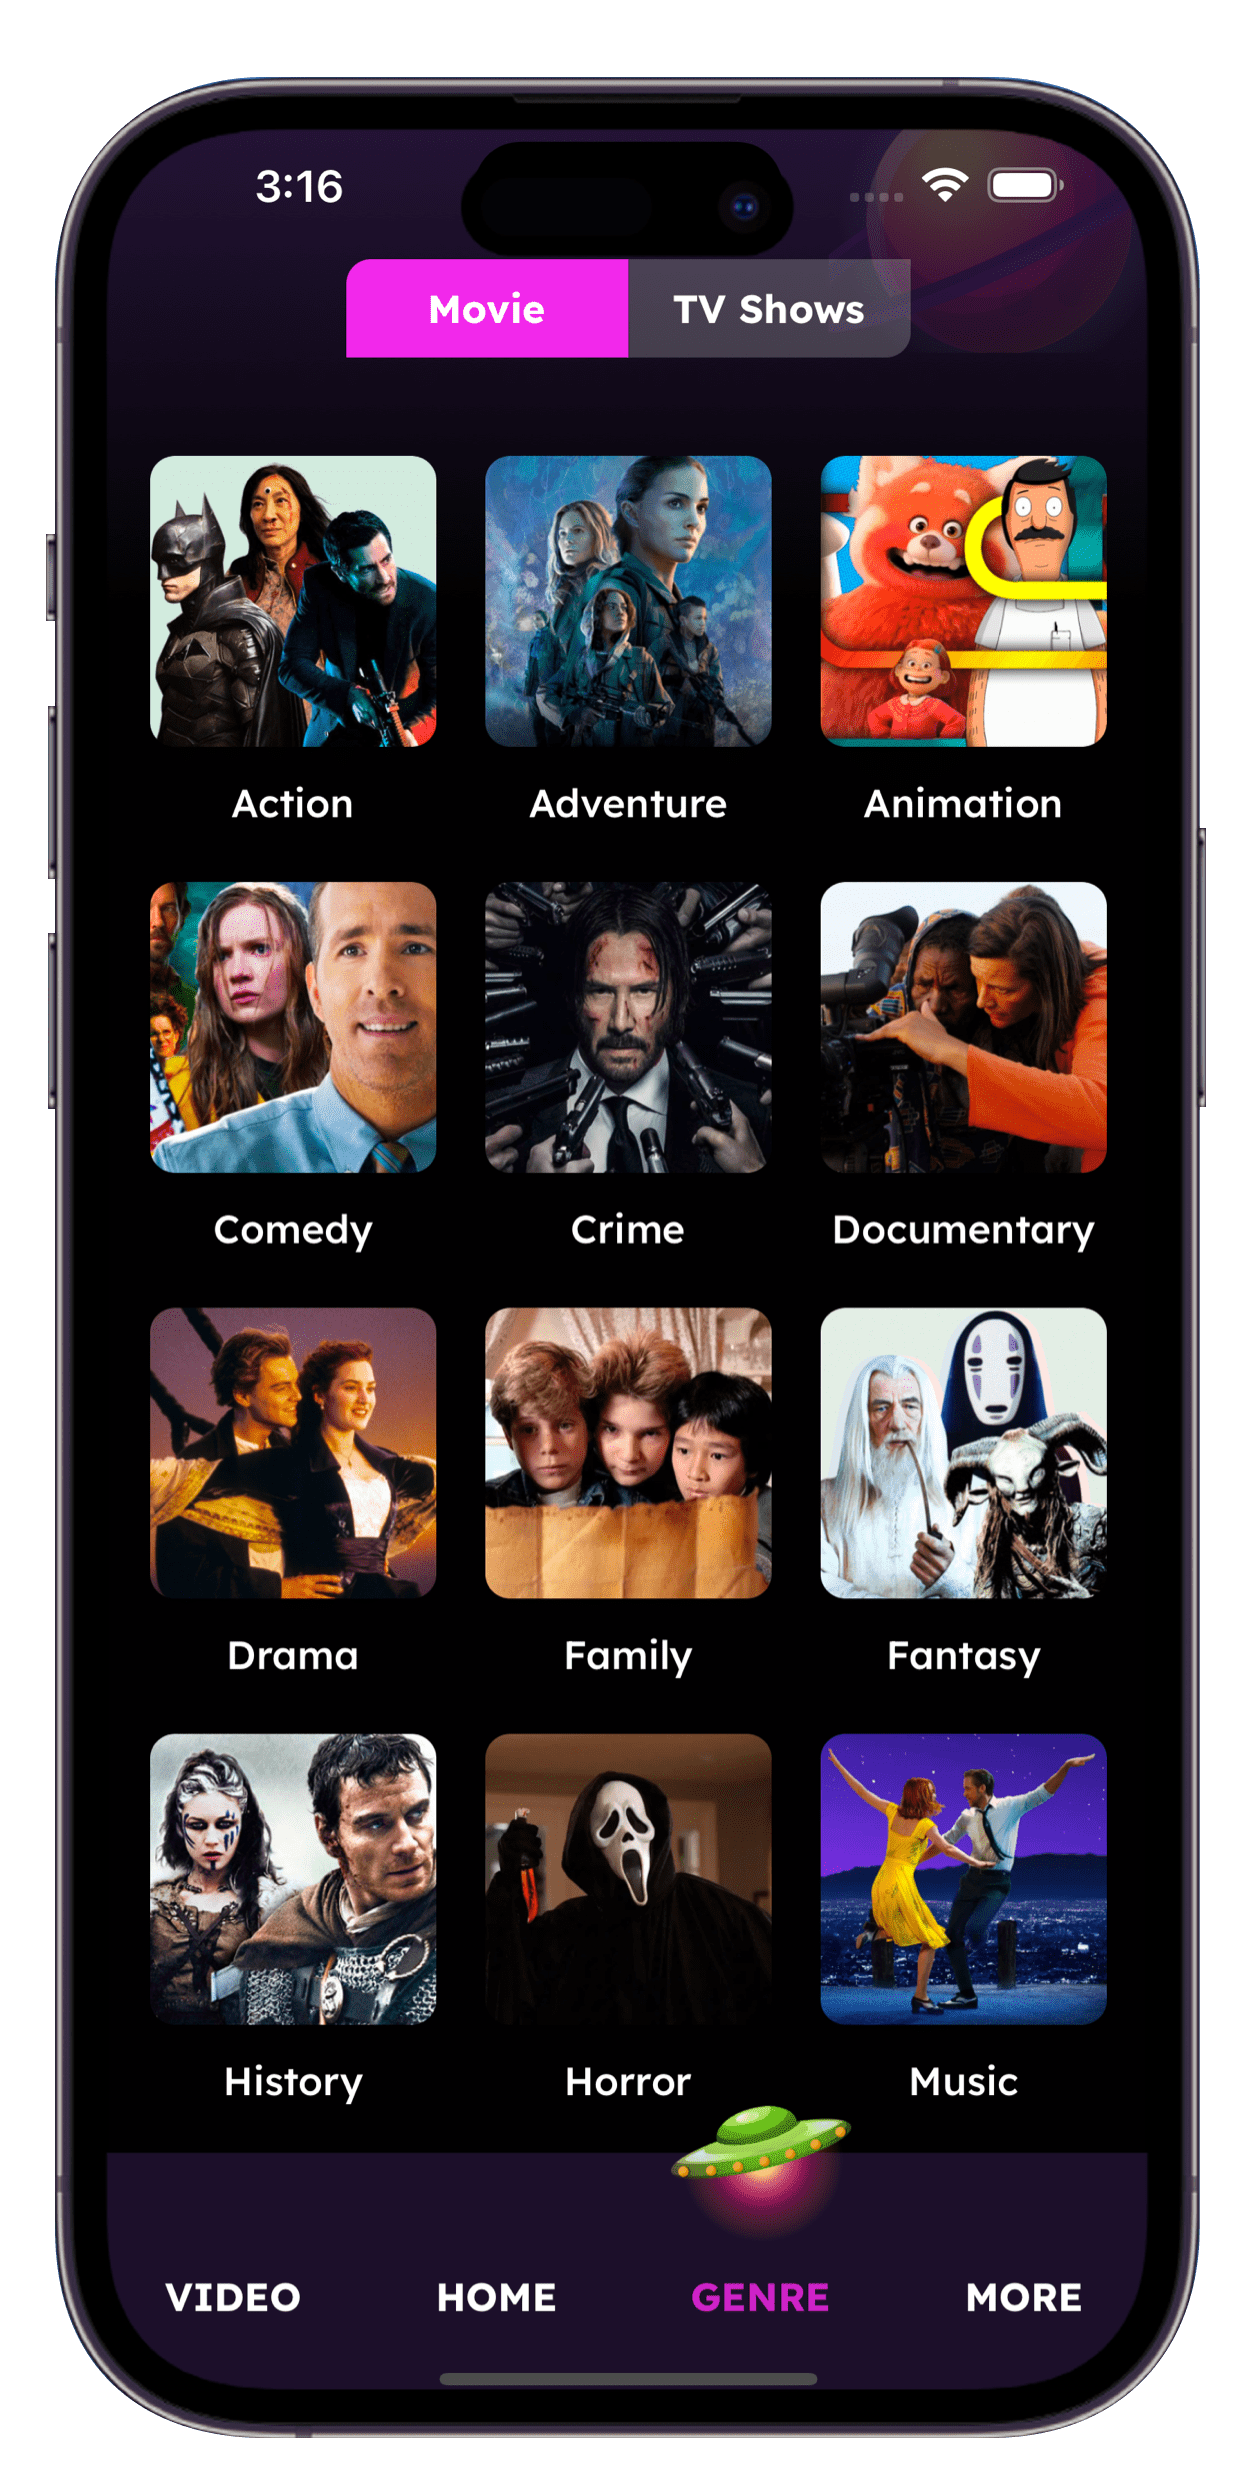 3:16
Movie TV Shows
Action Adventure Animation
Comedy Crime Documentary
Drama Family Fantasy
History Horror Music
VIDEO HOME GENRE MORE